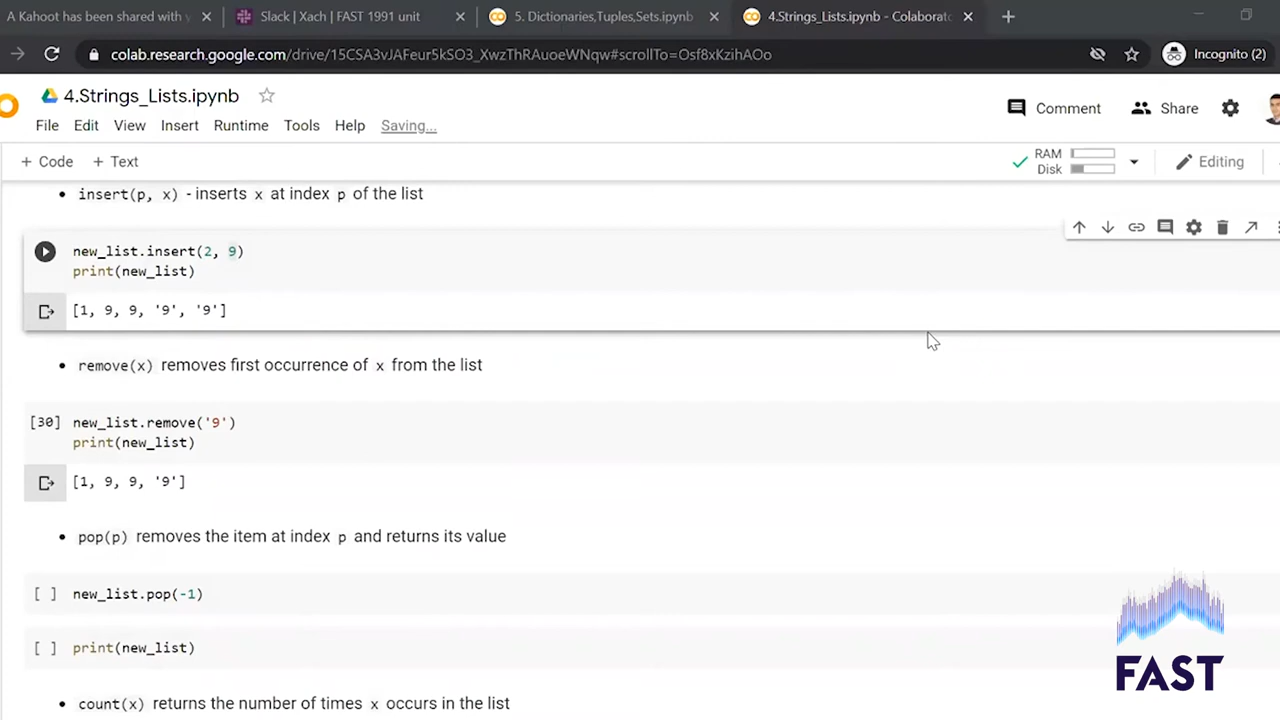 A Kahoot has been shared with y
Slack | Xach | FAST 1991 unit
5. Dictionaries,Tuples,Sets.ipynb
4.Strings_Lists.ipynb - Colaborato
colab.research.google.com/drive/15CSA3vJAFeur5kSO3_XwzThRAuoeWNqw#scrollTo=Osf8xKzihAOo
Incognito (2)
4.Strings_Lists.ipynb
Comment
Share
File Edit View Insert Runtime Tools Help Saving...
+ Code + Text
RAM
Disk
Editing
• insert(p, x) - inserts x at index p of the list
new_list.insert(2, 9)
print(new_list)
[1, 9, 9, '9', '9']
• remove(x) removes first occurrence of x from the list
[30] new_list.remove('9')
print(new_list)
[1, 9, 9, '9']
• pop(p) removes the item at index p and returns its value
[ ] new_list.pop(-1)
[ ] print(new_list)
• count(x) returns the number of times x occurs in the list
FAST